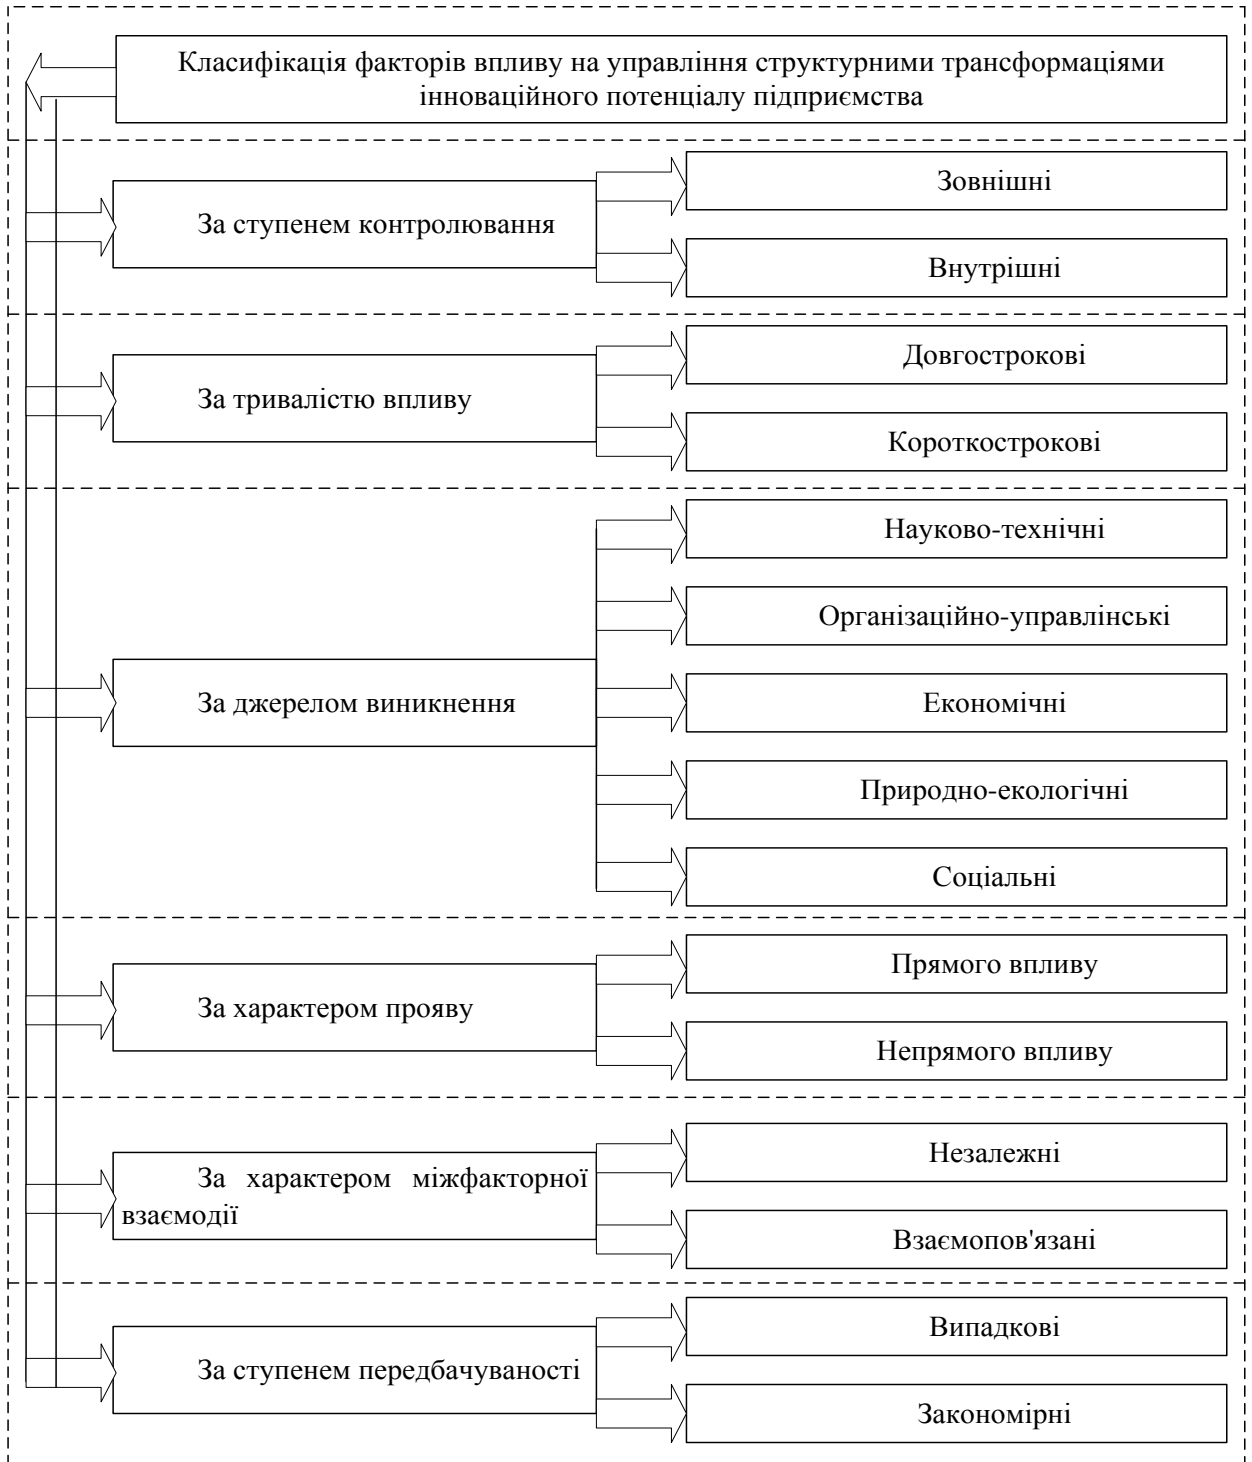 Класифікація факторів впливу на управління структурними трансформаціями
інноваційного потенціалу підприємства
За ступенем контролювання
Зовнішні
Внутрішні
За тривалістю впливу
Довгострокові
Короткострокові
За джерелом виникнення
Науково-технічні
Організаційно-управлінські
Економічні
Природно-екологічні
Соціальні
За характером прояву
Прямого впливу
Непрямого впливу
За характером міжфакторної
взаємодії
Незалежні
Взаємопов'язані
За ступенем передбачуваності
Випадкові
Закономірні